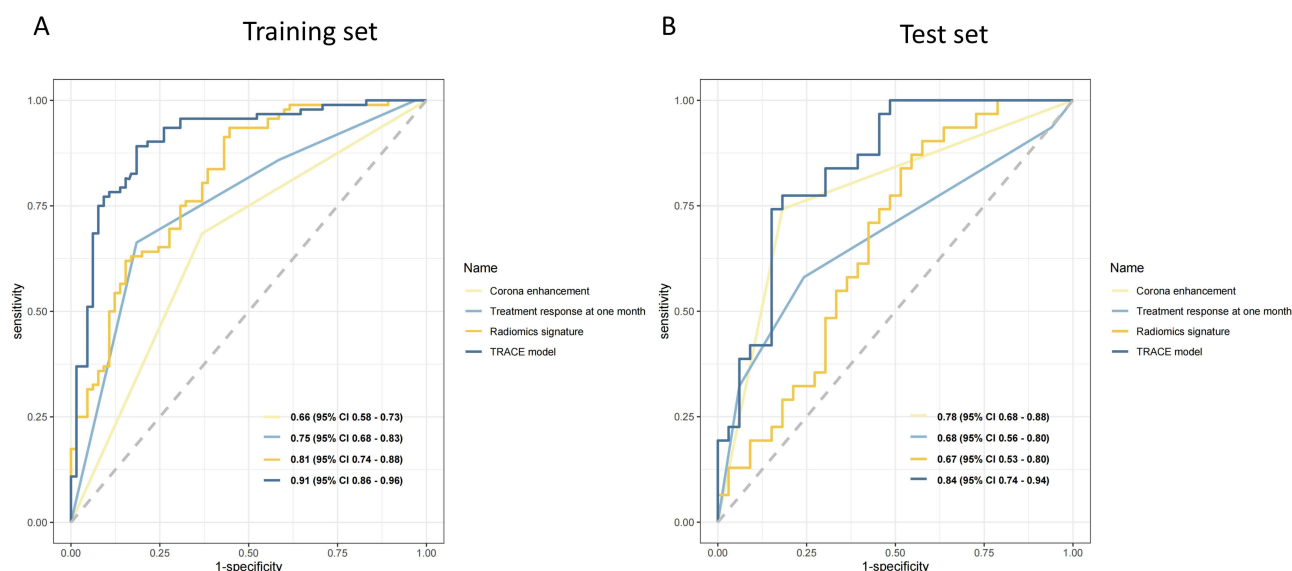 A
Training set
1.00
0.75
0.50
0.25
0.00
sensitivity
0.00
0.25
0.50
0.75
1.00
1-specificity
0.66 (95% CI 0.58 - 0.73)
0.75 (95% CI 0.68 - 0.83)
0.81 (95% CI 0.74 - 0.88)
0.91 (95% CI 0.86 - 0.96)
Name
Corona enhancement
Treatment response at one month
Radiomics signature
TRACE model
B
Test set
1.00
0.75
0.50
0.25
0.00
sensitivity
0.00
0.25
0.50
0.75
1.00
1-specificity
0.78 (95% CI 0.68 - 0.88)
0.68 (95% CI 0.56 - 0.80)
0.67 (95% CI 0.53 - 0.80)
0.84 (95% CI 0.74 - 0.94)
Name
Corona enhancement
Treatment response at one month
Radiomics signature
TRACE model